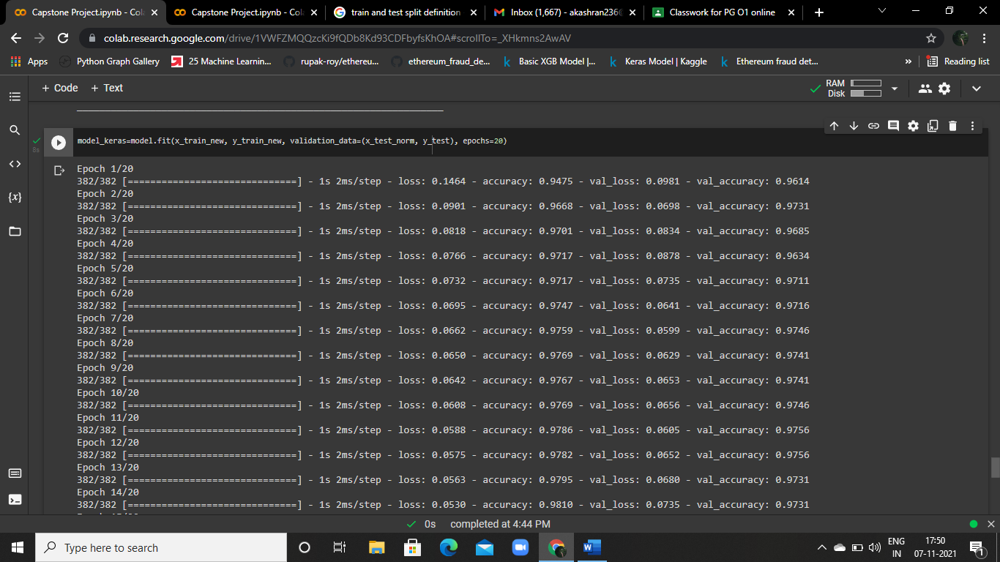 Capstone Project.ipynb - Cola
Capstone Project.ipynb - Cola
train and test split definition
Inbox (1,667) - akashran236@
Classwork for PG O1 online
colab.research.google.com/drive/1VWFZMQQzcKi9fQDb8Kd93CDFbyfsKhOA#scrollTo=_XHkmns2AwAV
Apps
Python Graph Gallery
25 Machine Learnin...
rupak-roy/ethereu...
ethereum_fraud_de...
Basic XGB Model |...
Keras Model | Kaggle
Ethereum fraud det...
»
Reading list
+ Code + Text
RAM
Disk
8s
model_keras=model.fit(x_train_new, y_train_new, validation_data=(x_test_norm, y_test), epochs=20)
Epoch 1/20
382/382 [==============================] - 1s 2ms/step - loss: 0.1464 - accuracy: 0.9475 - val_loss: 0.0981 - val_accuracy: 0.9614
Epoch 2/20
382/382 [==============================] - 1s 2ms/step - loss: 0.0901 - accuracy: 0.9668 - val_loss: 0.0698 - val_accuracy: 0.9731
Epoch 3/20
382/382 [==============================] - 1s 2ms/step - loss: 0.0818 - accuracy: 0.9701 - val_loss: 0.0834 - val_accuracy: 0.9685
Epoch 4/20
382/382 [==============================] - 1s 2ms/step - loss: 0.0766 - accuracy: 0.9717 - val_loss: 0.0878 - val_accuracy: 0.9634
Epoch 5/20
382/382 [==============================] - 1s 2ms/step - loss: 0.0732 - accuracy: 0.9717 - val_loss: 0.0735 - val_accuracy: 0.9711
Epoch 6/20
382/382 [==============================] - 1s 2ms/step - loss: 0.0695 - accuracy: 0.9747 - val_loss: 0.0641 - val_accuracy: 0.9716
Epoch 7/20
382/382 [==============================] - 1s 2ms/step - loss: 0.0662 - accuracy: 0.9759 - val_loss: 0.0599 - val_accuracy: 0.9746
Epoch 8/20
382/382 [==============================] - 1s 2ms/step - loss: 0.0650 - accuracy: 0.9769 - val_loss: 0.0629 - val_accuracy: 0.9741
Epoch 9/20
382/382 [==============================] - 1s 2ms/step - loss: 0.0642 - accuracy: 0.9767 - val_loss: 0.0653 - val_accuracy: 0.9741
Epoch 10/20
382/382 [==============================] - 1s 2ms/step - loss: 0.0608 - accuracy: 0.9769 - val_loss: 0.0656 - val_accuracy: 0.9746
Epoch 11/20
382/382 [==============================] - 1s 2ms/step - loss: 0.0588 - accuracy: 0.9786 - val_loss: 0.0605 - val_accuracy: 0.9756
Epoch 12/20
382/382 [==============================] - 1s 2ms/step - loss: 0.0575 - accuracy: 0.9782 - val_loss: 0.0652 - val_accuracy: 0.9756
Epoch 13/20
382/382 [==============================] - 1s 2ms/step - loss: 0.0563 - accuracy: 0.9795 - val_loss: 0.0680 - val_accuracy: 0.9731
Epoch 14/20
382/382 [==============================] - 1s 2ms/step - loss: 0.0530 - accuracy: 0.9810 - val_loss: 0.0735 - val_accuracy: 0.9731
0s completed at 4:44 PM
Type here to search
ENG
IN
17:50
07-11-2021
1